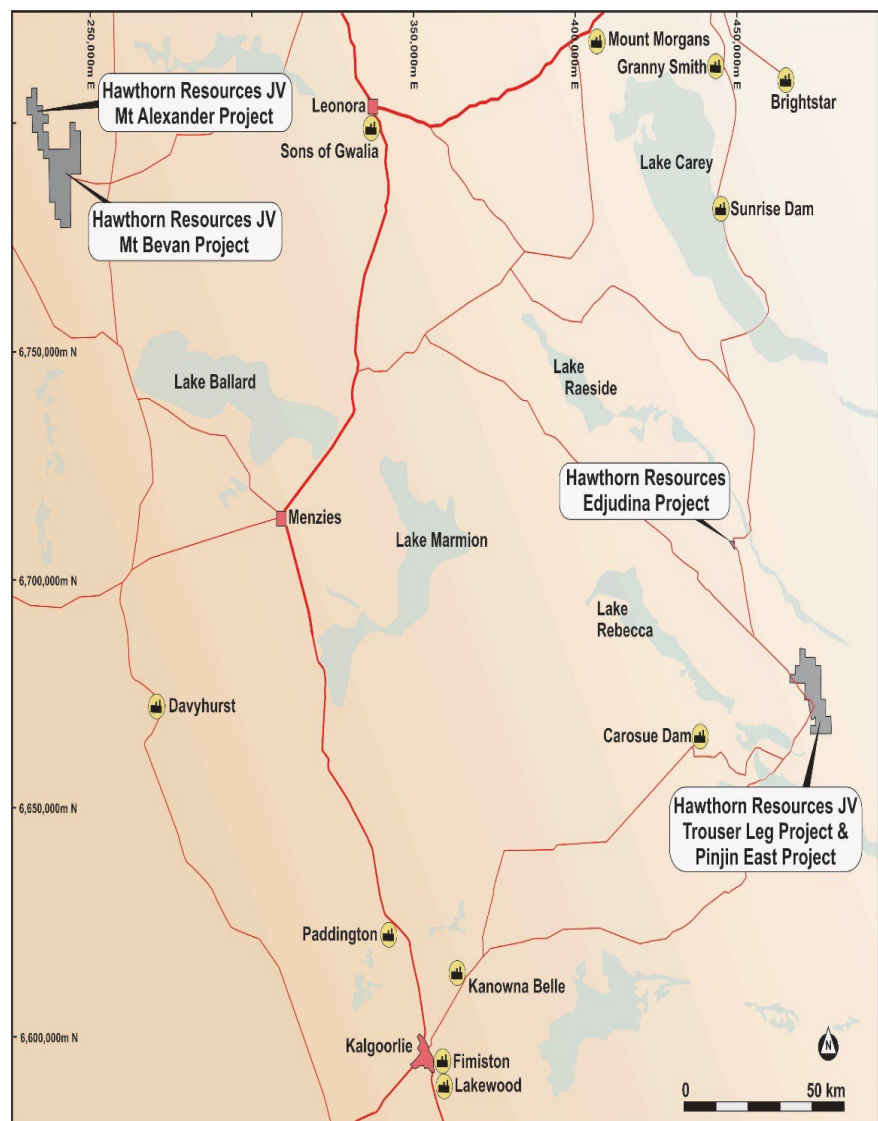 250,000m E
350,000m E
400,000m E
450,000m E
Mount Morgans
Granny Smith
Brightstar
Hawthorn Resources JV
Mt Alexander Project
Leonora
Sons of Gwalia
Lake Carey
Sunrise Dam
Hawthorn Resources JV
Mt Bevan Project
6,750,000m N
Lake Ballard
Lake
Raeside
Hawthorn Resources
Edjudina Project
Menzies
Lake Marmion
6,700,000m N
Lake
Rebecca
Davyhurst
Carosue Dam
6,650,000m N
Hawthorn Resources JV
Trouser Leg Project &
Pinjin East Project
Paddington
Kanowna Belle
6,600,000m N
Kalgoorlie
Fimiston
Lakewood
N
0
50 km